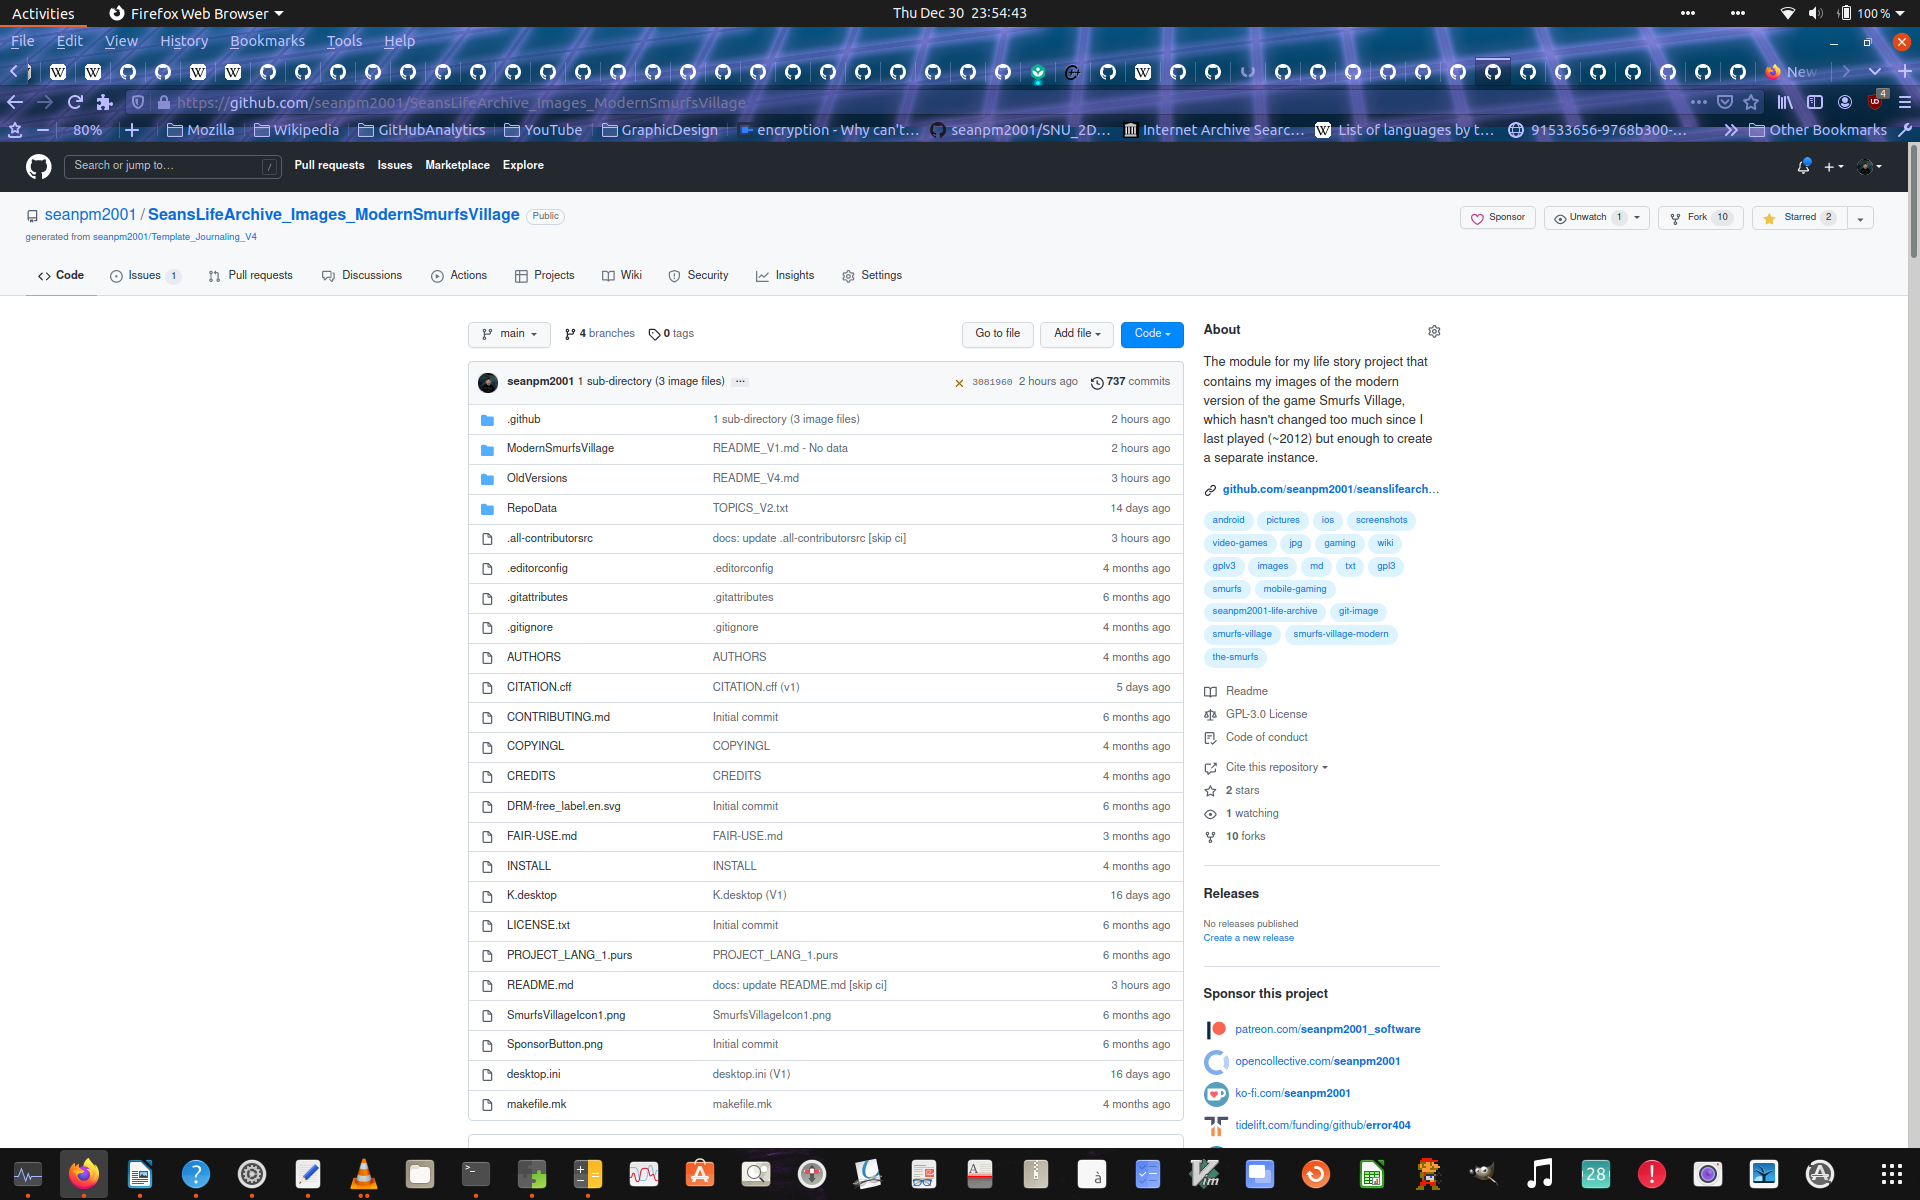 Activities Firefox Web Browser Thu Dec 30 23:54:43 100 %
File Edit View History Bookmarks Tools Help
New
https://github.com/seanpm2001/SeansLifeArchive_Images_ModernSmurfsVillage 4
80% Mozilla Wikipedia GitHubAnalytics YouTube GraphicDesign encryption - Why can't... seanpm2001/SNU_2D... Internet Archive Searc... List of languages by t... 91533656-9768b300-... Other Bookmarks
Search or jump to... / Pull requests Issues Marketplace Explore
seanpm2001 / SeansLifeArchive_Images_ModernSmurfsVillage Public
generated from seanpm2001/Template_Journaling_V4
Sponsor Unwatch 1 Fork 10 Starred 2
Code Issues 1 Pull requests Discussions Actions Projects Wiki Security Insights Settings
main 4 branches 0 tags Go to file Add file Code
seanpm2001 1 sub-directory (3 image files) ... 3081960 2 hours ago 737 commits
.github 1 sub-directory (3 image files) 2 hours ago
ModernSmurfsVillage README_V1.md - No data 2 hours ago
OldVersions README_V4.md 3 hours ago
RepoData TOPICS_V2.txt 14 days ago
.all-contributorsrc docs: update .all-contributorsrc [skip ci] 3 hours ago
.editorconfig .editorconfig 4 months ago
.gitattributes .gitattributes 6 months ago
.gitignore .gitignore 4 months ago
AUTHORS AUTHORS 4 months ago
CITATION.cff CITATION.cff (v1) 5 days ago
CONTRIBUTING.md Initial commit 6 months ago
COPYINGL COPYINGL 4 months ago
CREDITS CREDITS 4 months ago
DRM-free_label.en.svg Initial commit 6 months ago
FAIR-USE.md FAIR-USE.md 3 months ago
INSTALL INSTALL 4 months ago
K.desktop K.desktop (V1) 16 days ago
LICENSE.txt Initial commit 6 months ago
PROJECT_LANG_1.purs PROJECT_LANG_1.purs 6 months ago
README.md docs: update README.md [skip ci] 3 hours ago
SmurfsVillageIcon1.png SmurfsVillageIcon1.png 6 months ago
SponsorButton.png Initial commit 6 months ago
desktop.ini desktop.ini (V1) 16 days ago
makefile.mk makefile.mk 4 months ago
About
The module for my life story project that
contains my images of the modern
version of the game Smurfs Village,
which hasn't changed too much since I
last played (~2012) but enough to create
a separate instance.
github.com/seanpm2001/seanslifearch...
android pictures ios screenshots
video-games jpg gaming wiki
gplv3 images md txt gpl3
smurfs mobile-gaming
seanpm2001-life-archive git-image
smurfs-village smurfs-village-modern
the-smurfs
Readme
GPL-3.0 License
Code of conduct
Cite this repository
2 stars
1 watching
10 forks
Releases
No releases published
Create a new release
Sponsor this project
patreon.com/seanpm2001_software
opencollective.com/seanpm2001
ko-fi.com/seanpm2001
tidelift.com/funding/github/error404
28